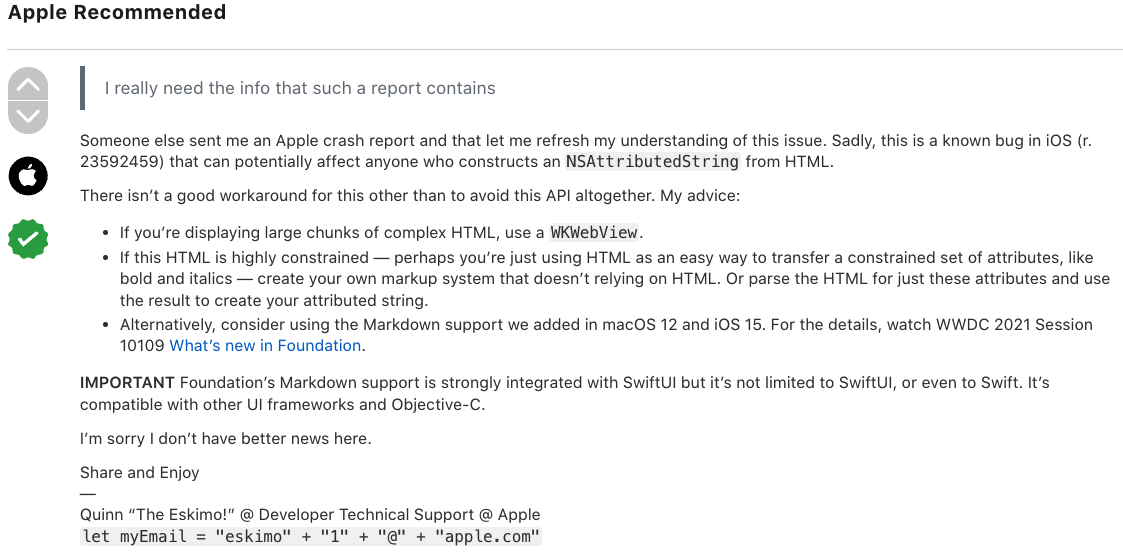 Apple Recommended
I really need the info that such a report contains
Someone else sent me an Apple crash report and that let me refresh my understanding of this issue. Sadly, this is a known bug in iOS (r.
23592459) that can potentially affect anyone who constructs an NSAttributedString from HTML.
There isn’t a good workaround for this other than to avoid this API altogether. My advice:
• If you’re displaying large chunks of complex HTML, use a WKWebView.
• If this HTML is highly constrained — perhaps you’re just using HTML as an easy way to transfer a constrained set of attributes, like
bold and italics — create your own markup system that doesn’t relying on HTML. Or parse the HTML for just these attributes and use
the result to create your attributed string.
• Alternatively, consider using the Markdown support we added in macOS 12 and iOS 15. For the details, watch WWDC 2021 Session
10109 What’s new in Foundation.
IMPORTANT Foundation’s Markdown support is strongly integrated with SwiftUI but it’s not limited to SwiftUI, or even to Swift. It’s
compatible with other UI frameworks and Objective-C.
I’m sorry I don’t have better news here.
Share and Enjoy
—
Quinn “The Eskimo!” @ Developer Technical Support @ Apple
let myEmail = "eskimo" + "1" + "@" + "apple.com"